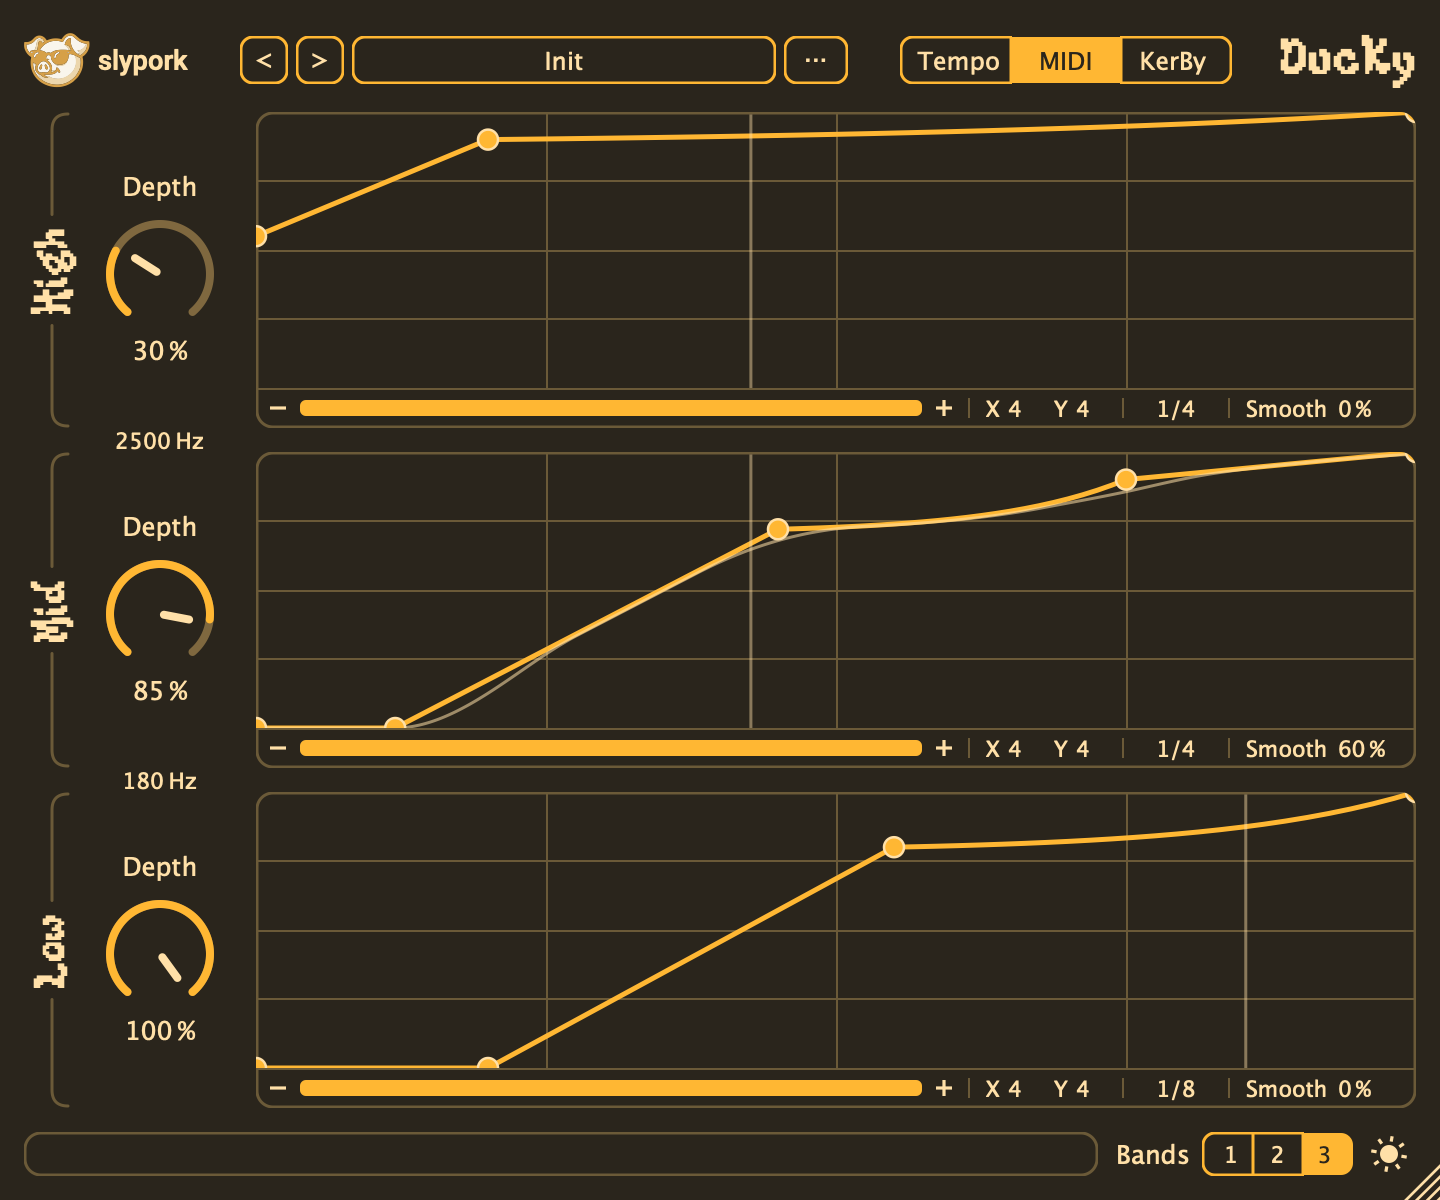 slypork < > Init ... Tempo MIDI KerBy Ducky
High
Depth
30 %
− + X 4 Y 4 1/4 Smooth 0 %
2500 Hz
Mid
Depth
85 %
− + X 4 Y 4 1/4 Smooth 60 %
180 Hz
Low
Depth
100 %
− + X 4 Y 4 1/8 Smooth 0 %
Bands 1 2 3